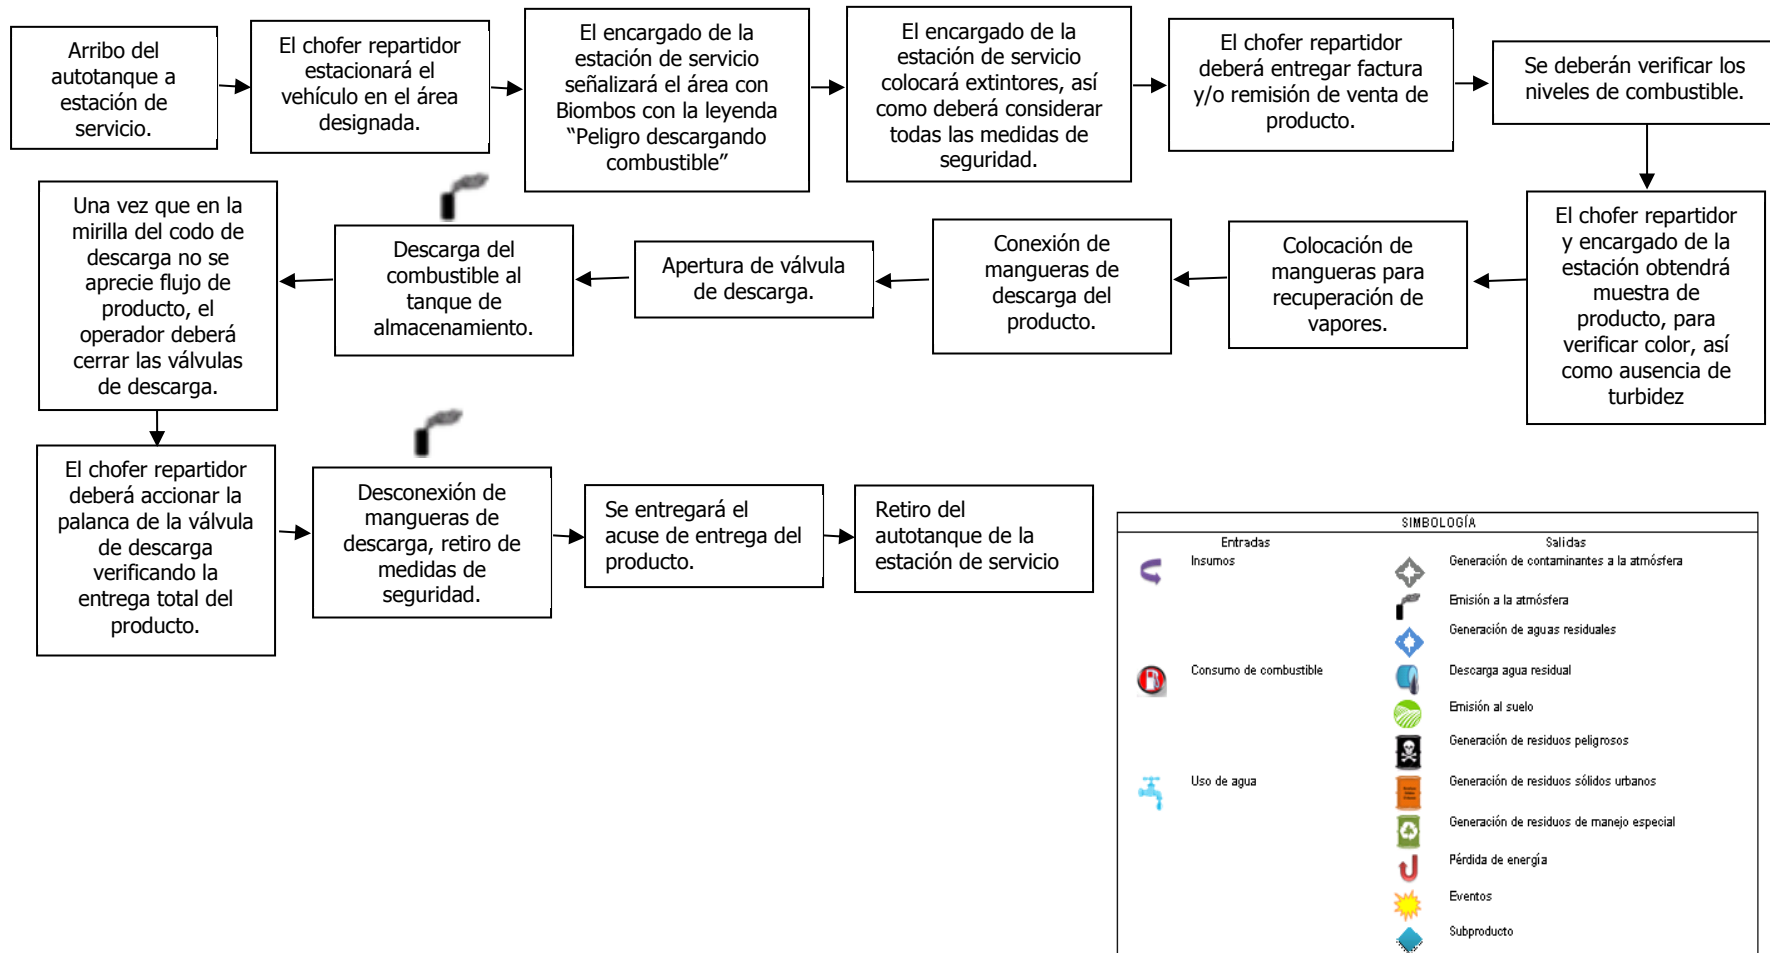 Arribo del
autotanque a
estación de
servicio.
El chofer repartidor
estacionará el
vehículo en el área
designada.
El encargado de la
estación de servicio
señalizará el área con
Biombos con la leyenda
“Peligro descargando
combustible”
El encargado de la
estación de servicio
colocará extintores, así
como deberá considerar
todas las medidas de
seguridad.
El chofer repartidor
deberá entregar factura
y/o remisión de venta de
producto.
Se deberán verificar los
niveles de combustible.
El chofer repartidor
y encargado de la
estación obtendrá
muestra de
producto, para
verificar color, así
como ausencia de
turbidez
Colocación de
mangueras para
recuperación de
vapores.
Conexión de
mangueras de
descarga del
producto.
Apertura de válvula
de descarga.
Descarga del
combustible al
tanque de
almacenamiento.
Una vez que en la
mirilla del codo de
descarga no se
aprecie flujo de
producto, el
operador deberá
cerrar las válvulas
de descarga.
El chofer repartidor
deberá accionar la
palanca de la válvula
de descarga
verificando la
entrega total del
producto.
Desconexión de
mangueras de
descarga, retiro de
medidas de
seguridad.
Se entregará el
acuse de entrega del
producto.
Retiro del
autotanque de la
estación de servicio
SIMBOLOGÍA
Entradas
Insumos
Consumo de combustible
Uso de agua
Salidas
Generación de contaminantes a la atmósfera
Emisión a la atmósfera
Generación de aguas residuales
Descarga agua residual
Emisión al suelo
Generación de residuos peligrosos
Generación de residuos sólidos urbanos
Generación de residuos de manejo especial
Pérdida de energía
Eventos
Subproducto